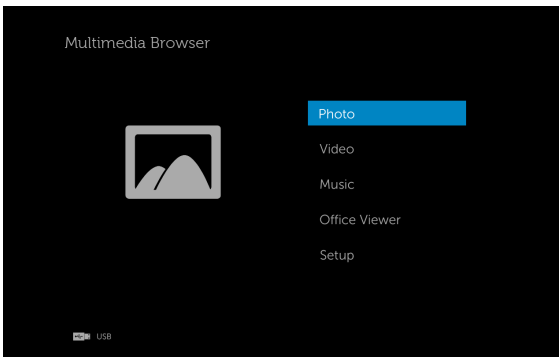 Multimedia Browser
Photo
Video
Music
Office Viewer
Setup
USB